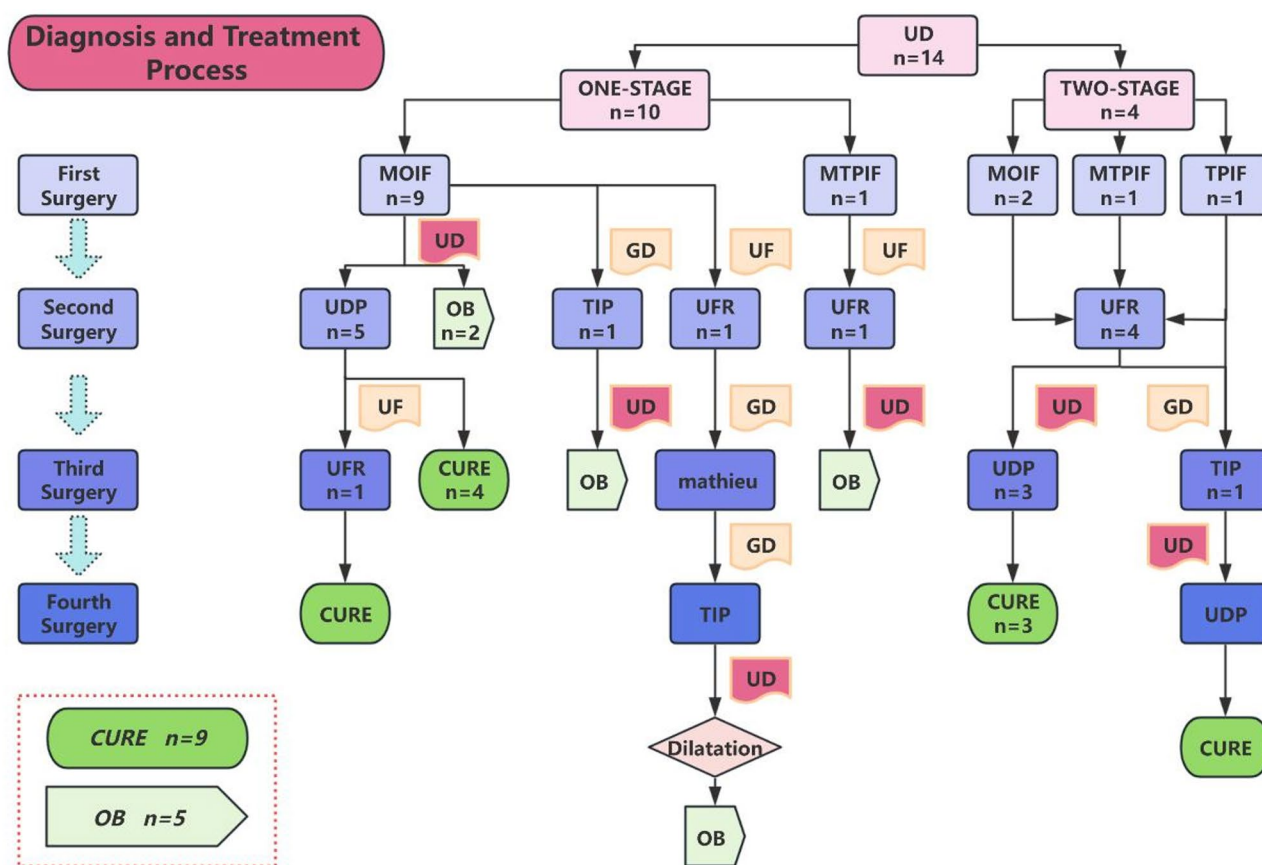 Diagnosis and Treatment
Process
UD
n=14
ONE-STAGE
n=10
TWO-STAGE
n=4
First
Surgery
MOIF
n=9
MTPIF
n=1
MOIF
n=2
MTPIF
n=1
TPIF
n=1
UD
GD
UF
UF
Second
Surgery
UDP
n=5
OB
n=2
TIP
n=1
UFR
n=1
UFR
n=1
UFR
n=4
UF
UD
GD
UD
UD
GD
Third
Surgery
UFR
n=1
CURE
n=4
OB
mathieu
OB
UDP
n=3
TIP
n=1
GD
UD
Fourth
Surgery
CURE
TIP
CURE
n=3
UDP
UD
CURE n=9
Dilatation
CURE
OB n=5
OB